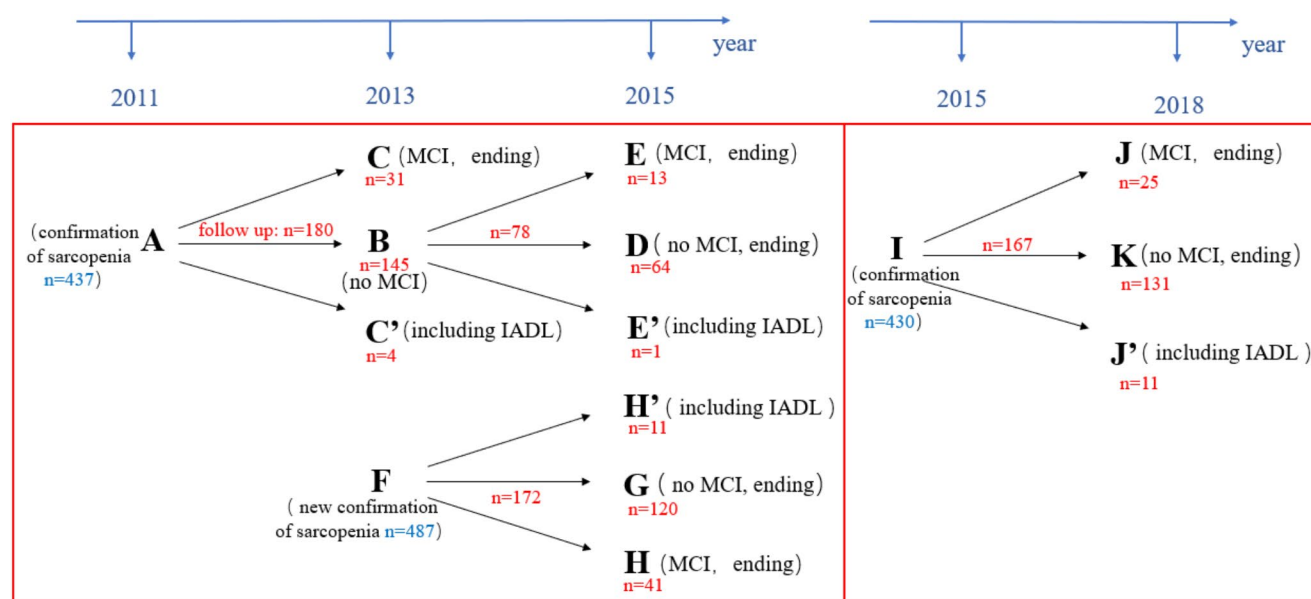 year
year
2011
2013
2015
2015
2018
C (MCI, ending)
n=31
E (MCI, ending)
n=13
J (MCI, ending)
n=25
(confirmation
of sarcopenia
n=437)
A
follow up: n=180
B
n=145
(no MCI)
n=78
D ( no MCI, ending)
n=64
I
(confirmation
of sarcopenia
n=430)
n=167
K (no MCI, ending)
n=131
C’ (including IADL)
n=4
E’ (including IADL)
n=1
J’ ( including IADL )
n=11
H’ ( including IADL )
n=11
F
( new confirmation
of sarcopenia n=487)
n=172
G ( no MCI, ending)
n=120
H (MCI, ending)
n=41